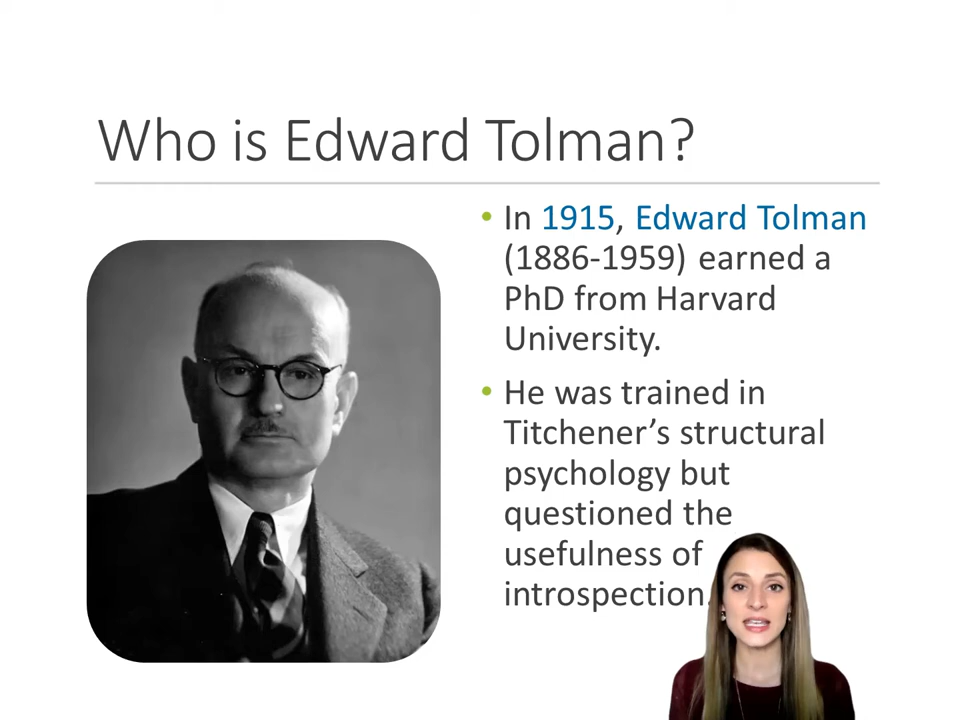 Who is Edward Tolman?
• In 1915, Edward Tolman
(1886-1959) earned a
PhD from Harvard
University.
• He was trained in
Titchener’s structural
psychology but
questioned the
usefulness of
introspection.